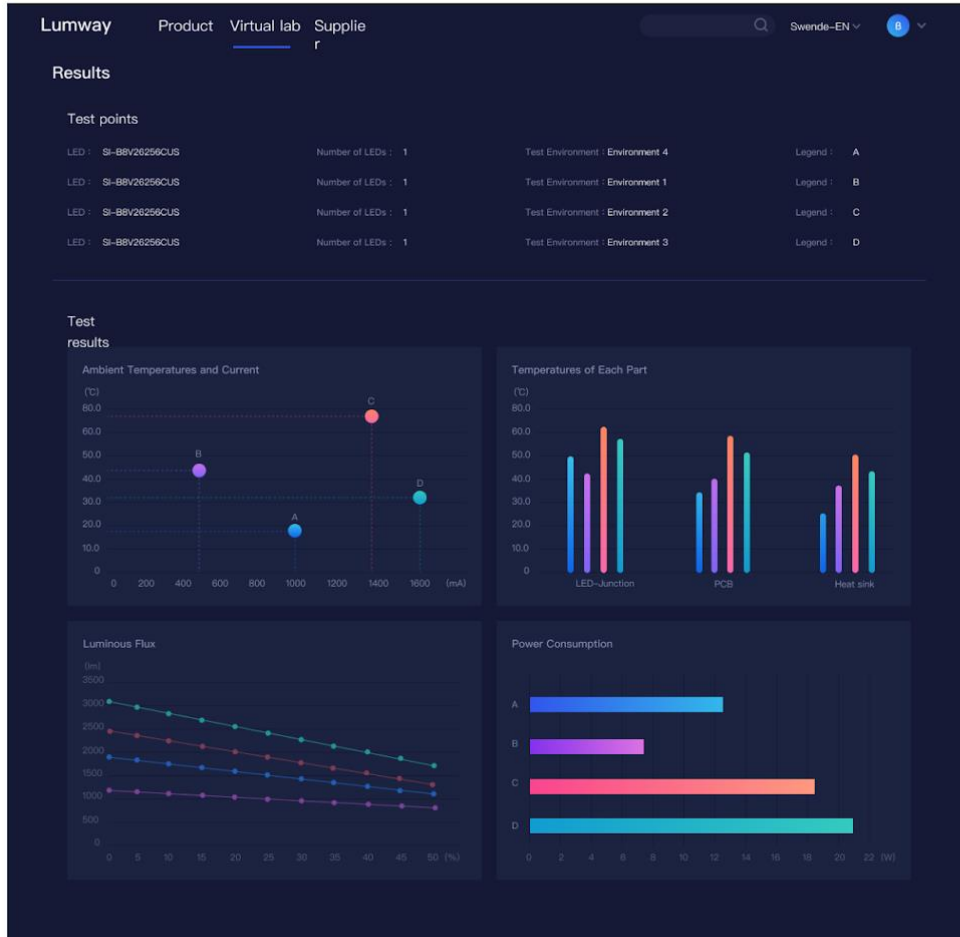 Lumway Product Virtual lab Supplie
r
Swende-EN
B
Results
Test points
LED : SI-B8V26256CUS Number of LEDs : 1 Test Environment : Environment 4 Legend : A
LED : SI-B8V26256CUS Number of LEDs : 1 Test Environment : Environment 1 Legend : B
LED : SI-B8V26256CUS Number of LEDs : 1 Test Environment : Environment 2 Legend : C
LED : SI-B8V26256CUS Number of LEDs : 1 Test Environment : Environment 3 Legend : D
Test
results
Ambient Temperatures and Current
(℃)
80.0
60.0
50.0
40.0
30.0
20.0
10.0
0
C
B
D
A
0 200 400 600 800 1000 1200 1400 1600 (mA)
Temperatures of Each Part
(℃)
80.0
60.0
50.0
40.0
30.0
20.0
10.0
0
LED-Junction PCB Heat sink
Luminous Flux
(lm)
3500
3000
2500
2000
1500
1000
500
0
0 5 10 15 20 25 30 35 40 45 50 (%)
Power Consumption
A
B
C
D
0 2 4 6 8 10 12 14 16 18 20 22 (W)